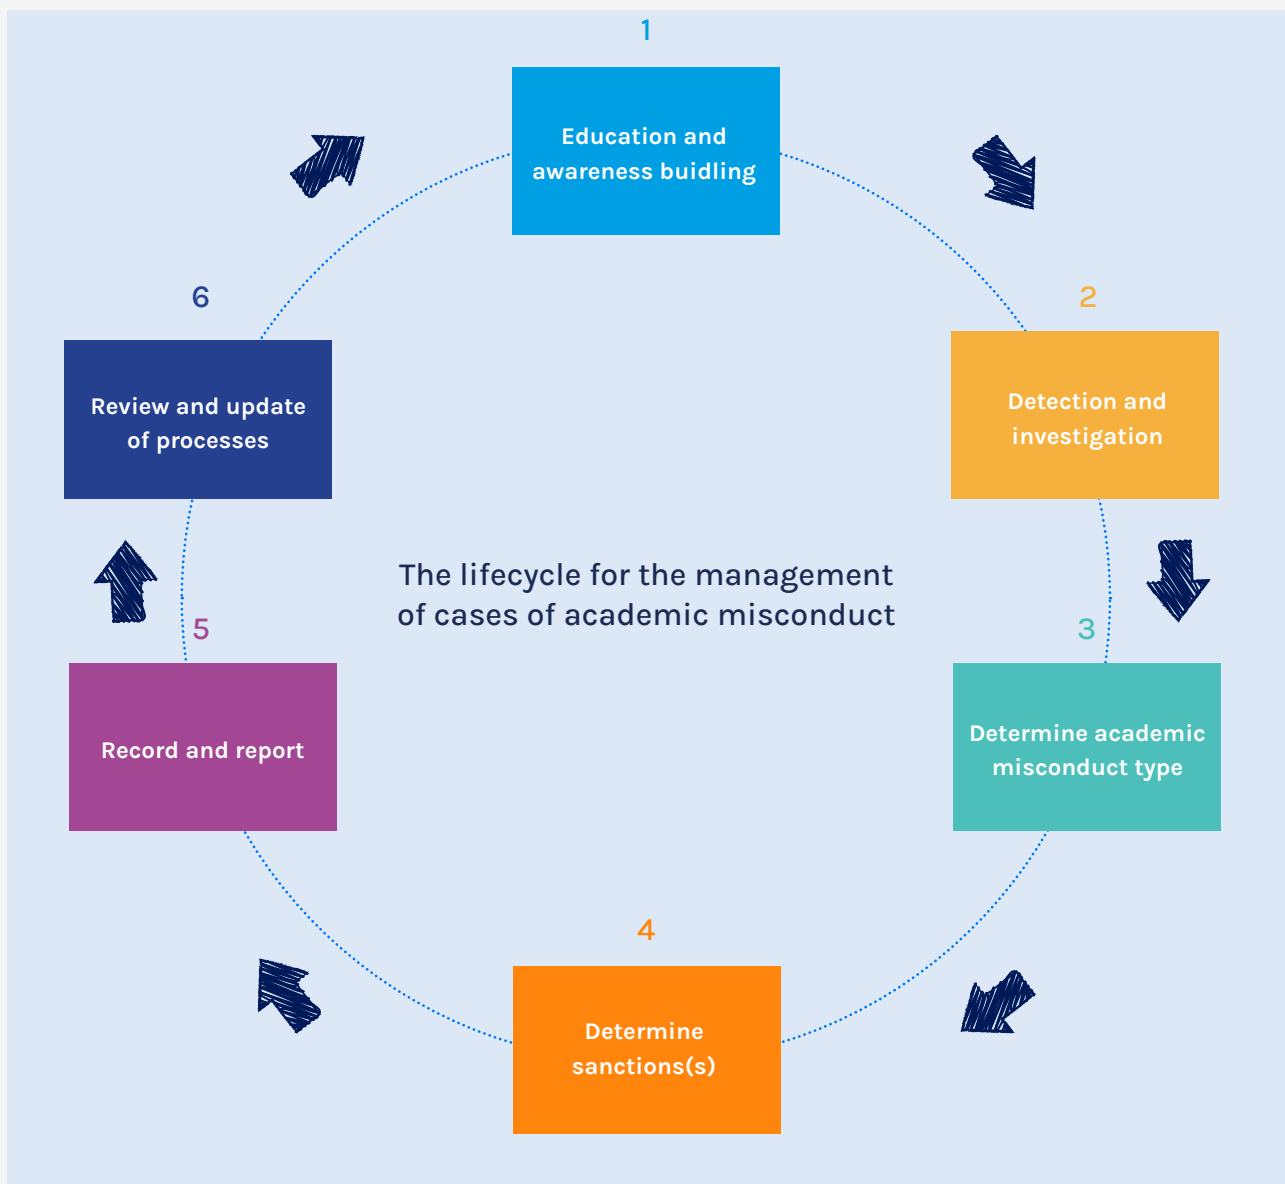 1
Education and
awareness buidling
2
Detection and
investigation
3
Determine academic
misconduct type
4
Determine
sanctions(s)
5
Record and report
6
Review and update
of processes
The lifecycle for the management
of cases of academic misconduct